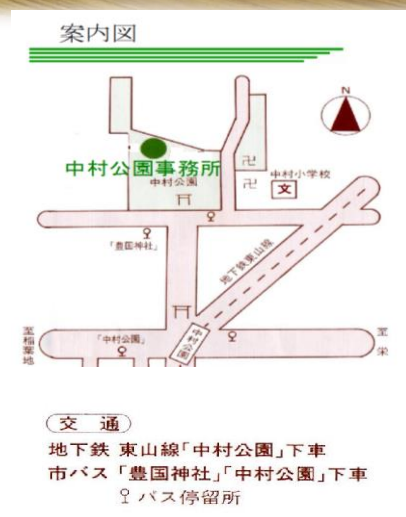 案内図
N
中村公園事務所
中村公園
卍
卍
中村小学校
文
「豊国神社」
地下鉄東山線
至稲葉地
「中村公園」
中村公園
至栄
交 通
地下鉄 東山線「中村公園」下車
市バス 「豊国神社」「中村公園」下車
バス停留所